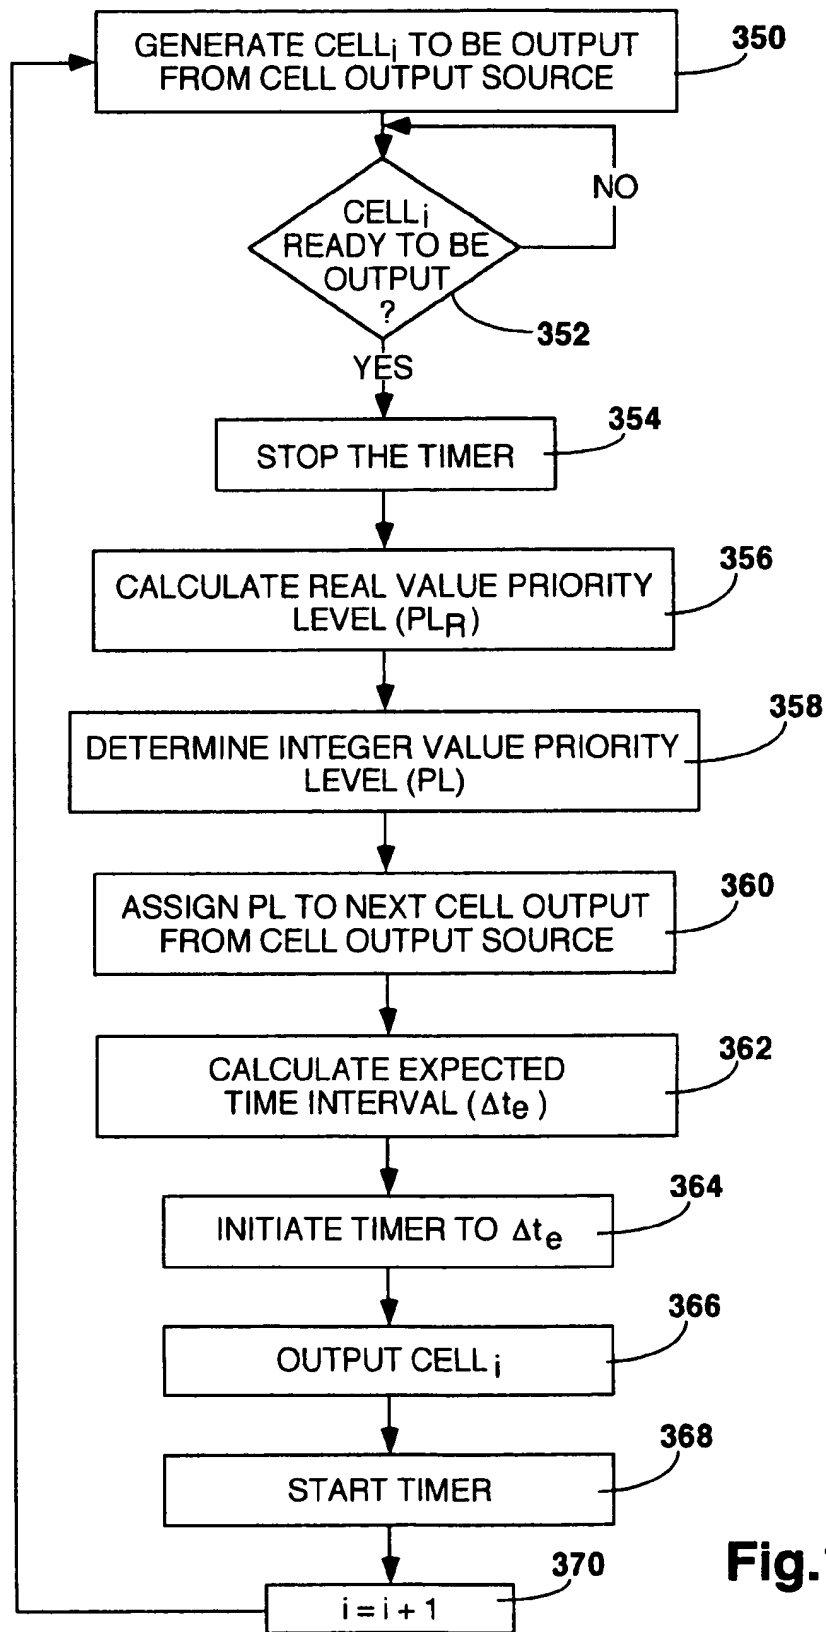 GENERATE CELLi TO BE OUTPUT
FROM CELL OUTPUT SOURCE
350
NO
CELLi
READY TO BE
OUTPUT
?
352
YES
354
STOP THE TIMER
356
CALCULATE REAL VALUE PRIORITY
LEVEL (PLR)
358
DETERMINE INTEGER VALUE PRIORITY
LEVEL (PL)
360
ASSIGN PL TO NEXT CELL OUTPUT
FROM CELL OUTPUT SOURCE
362
CALCULATE EXPECTED
TIME INTERVAL (Δte)
364
INITIATE TIMER TO Δte
366
OUTPUT CELLi
368
START TIMER
370
i = i + 1
Fig.